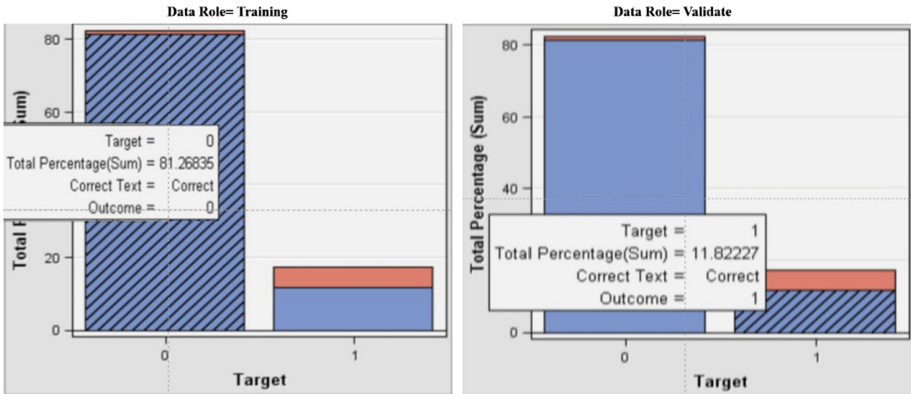 Data Role= Training
80
60
Target = 0
Total Percentage(Sum) = 81.26835
Correct Text = Correct
Outcome = 0
20
0
0
1
Target
Data Role= Validate
Total Percentage (Sum)
80
60
40
Target = 1
Total Percentage(Sum) = 11.82227
Correct Text = Correct
Outcome = 1
0
0
1
Target